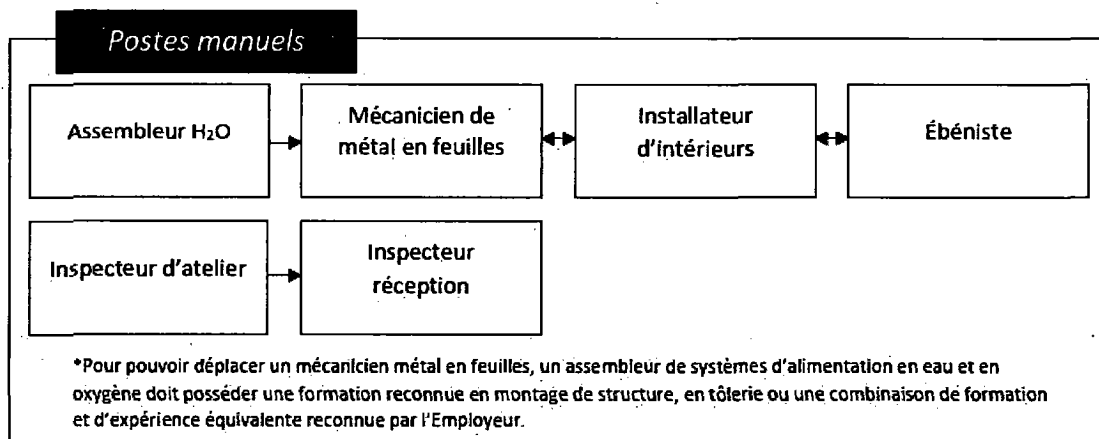 Postes manuels
Assembleur H₂O
Mécanicien de
métal en feuilles
Installateur
d'intérieurs
Ébéniste
Inspecteur d'atelier
Inspecteur
réception
*Pour pouvoir déplacer un mécanicien métal en feuilles, un assembleur de systèmes d'alimentation en eau et en
oxygène doit posséder une formation reconnue en montage de structure, en tôlerie ou une combinaison de formation
et d'expérience équivalente reconnue par l'Employeur.